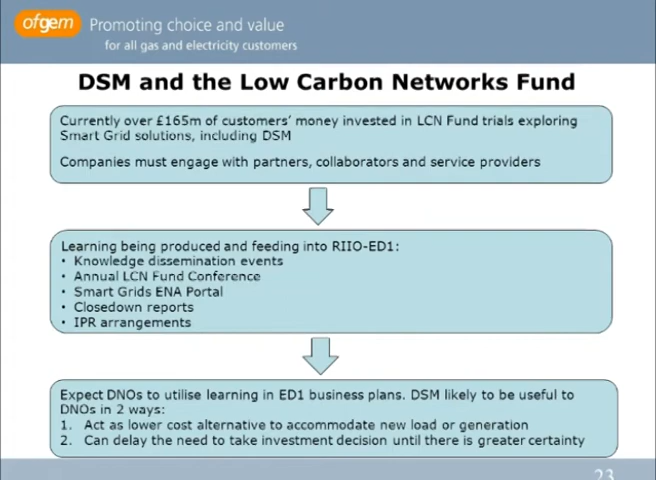 ofgem
Promoting choice and value
for all gas and electricity customers
DSM and the Low Carbon Networks Fund
Currently over £165m of customers' money invested in LCN Fund trials exploring
Smart Grid solutions, including DSM
Companies must engage with partners, collaborators and service providers
Learning being produced and feeding into RIIO-ED1:
• Knowledge dissemination events
• Annual LCN Fund Conference
• Smart Grids ENA Portal
• Closedown reports
• IPR arrangements
Expect DNOs to utilise learning in ED1 business plans. DSM likely to be useful to
DNOs in 2 ways:
1. Act as lower cost alternative to accommodate new load or generation
2. Can delay the need to take investment decision until there is greater certainty
23